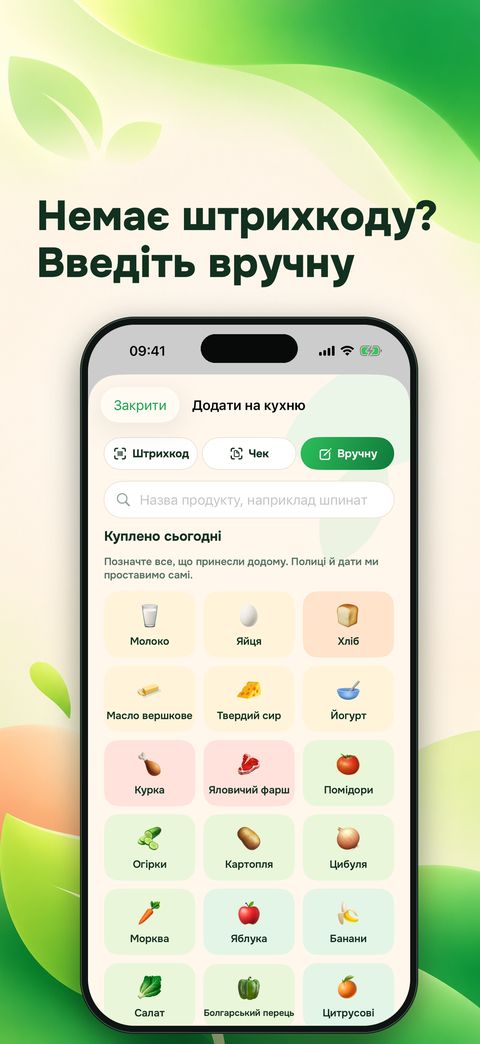 Немає штрихкоду?
Введіть вручну
09:41
Закрити
Додати на кухню
Штрихкод
Чек
Вручну
Назва продукту, наприклад шпинат
Куплено сьогодні
Позначте все, що принесли додому. Полиці й дати ми
проставимо самі.
Молоко
Яйця
Хліб
Масло вершкове
Твердий сир
Йогурт
Курка
Яловичий фарш
Помідори
Огірки
Картопля
Цибуля
Морква
Яблука
Банани
Салат
Болгарський перець
Цитрусові